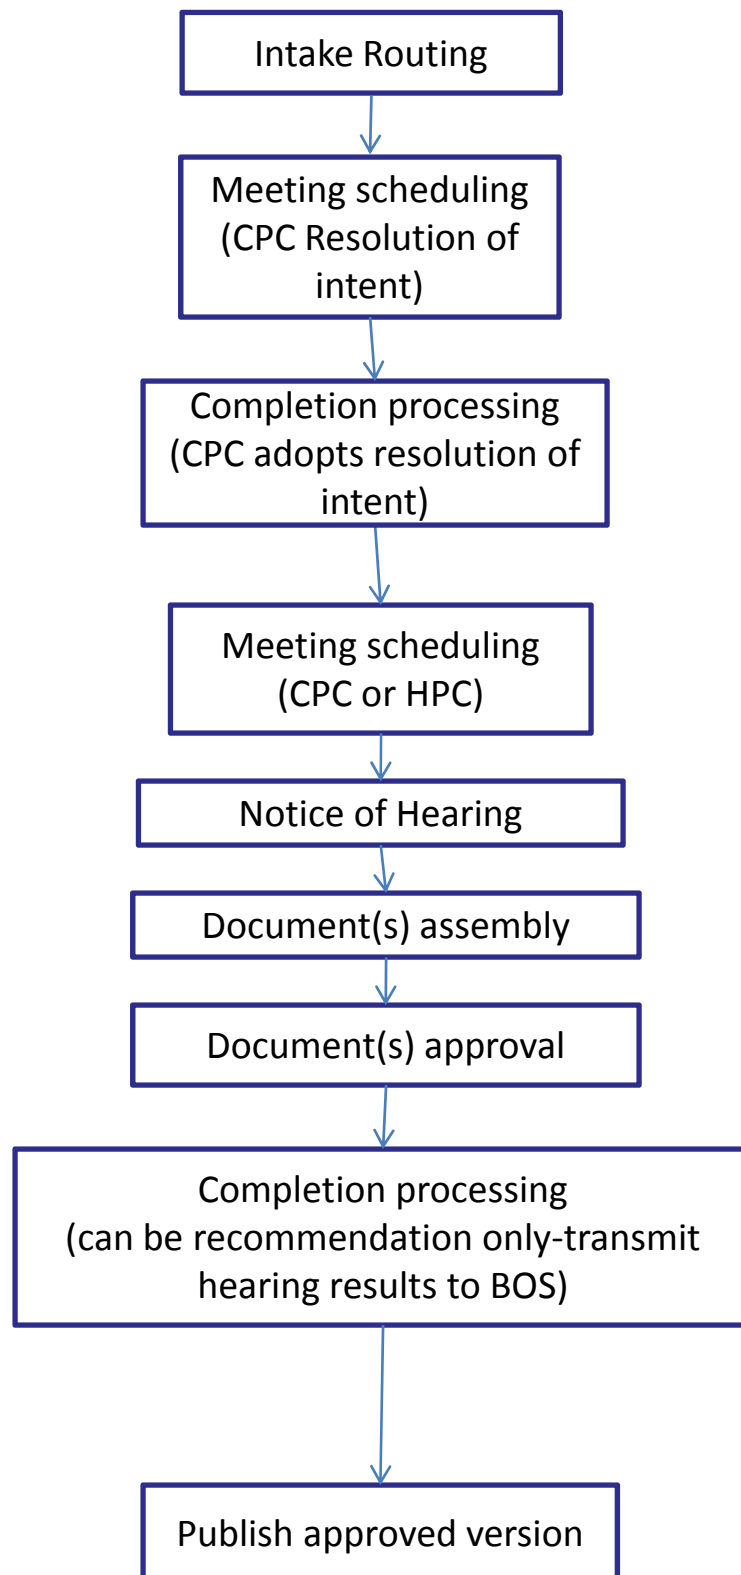 Intake Routing
Meeting scheduling
(CPC Resolution of
intent)
Completion processing
(CPC adopts resolution of
intent)
Meeting scheduling
(CPC or HPC)
Notice of Hearing
Document(s) assembly
Document(s) approval
Completion processing
(can be recommendation only-transmit
hearing results to BOS)
Publish approved version